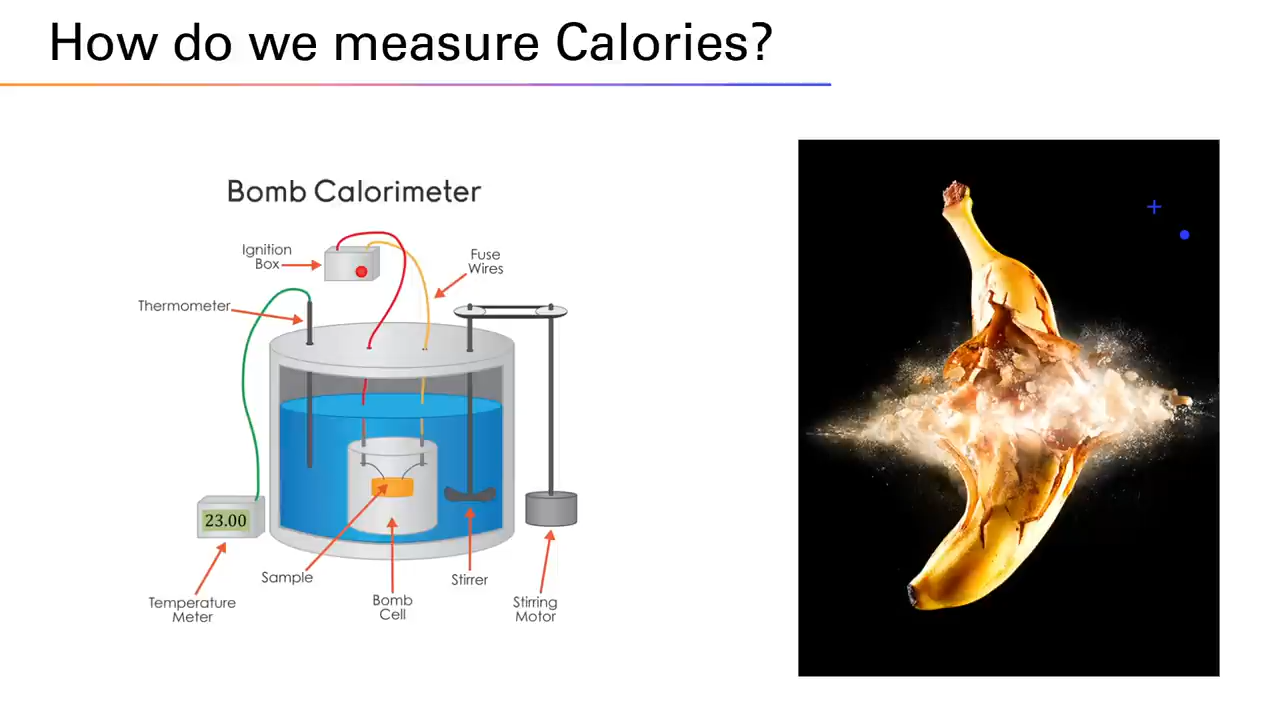 How do we measure Calories?
Bomb Calorimeter
Ignition
Box
Fuse
Wires
Thermometer
23.00
Sample
Stirrer
Temperature
Meter
Bomb
Cell
Stirring
Motor